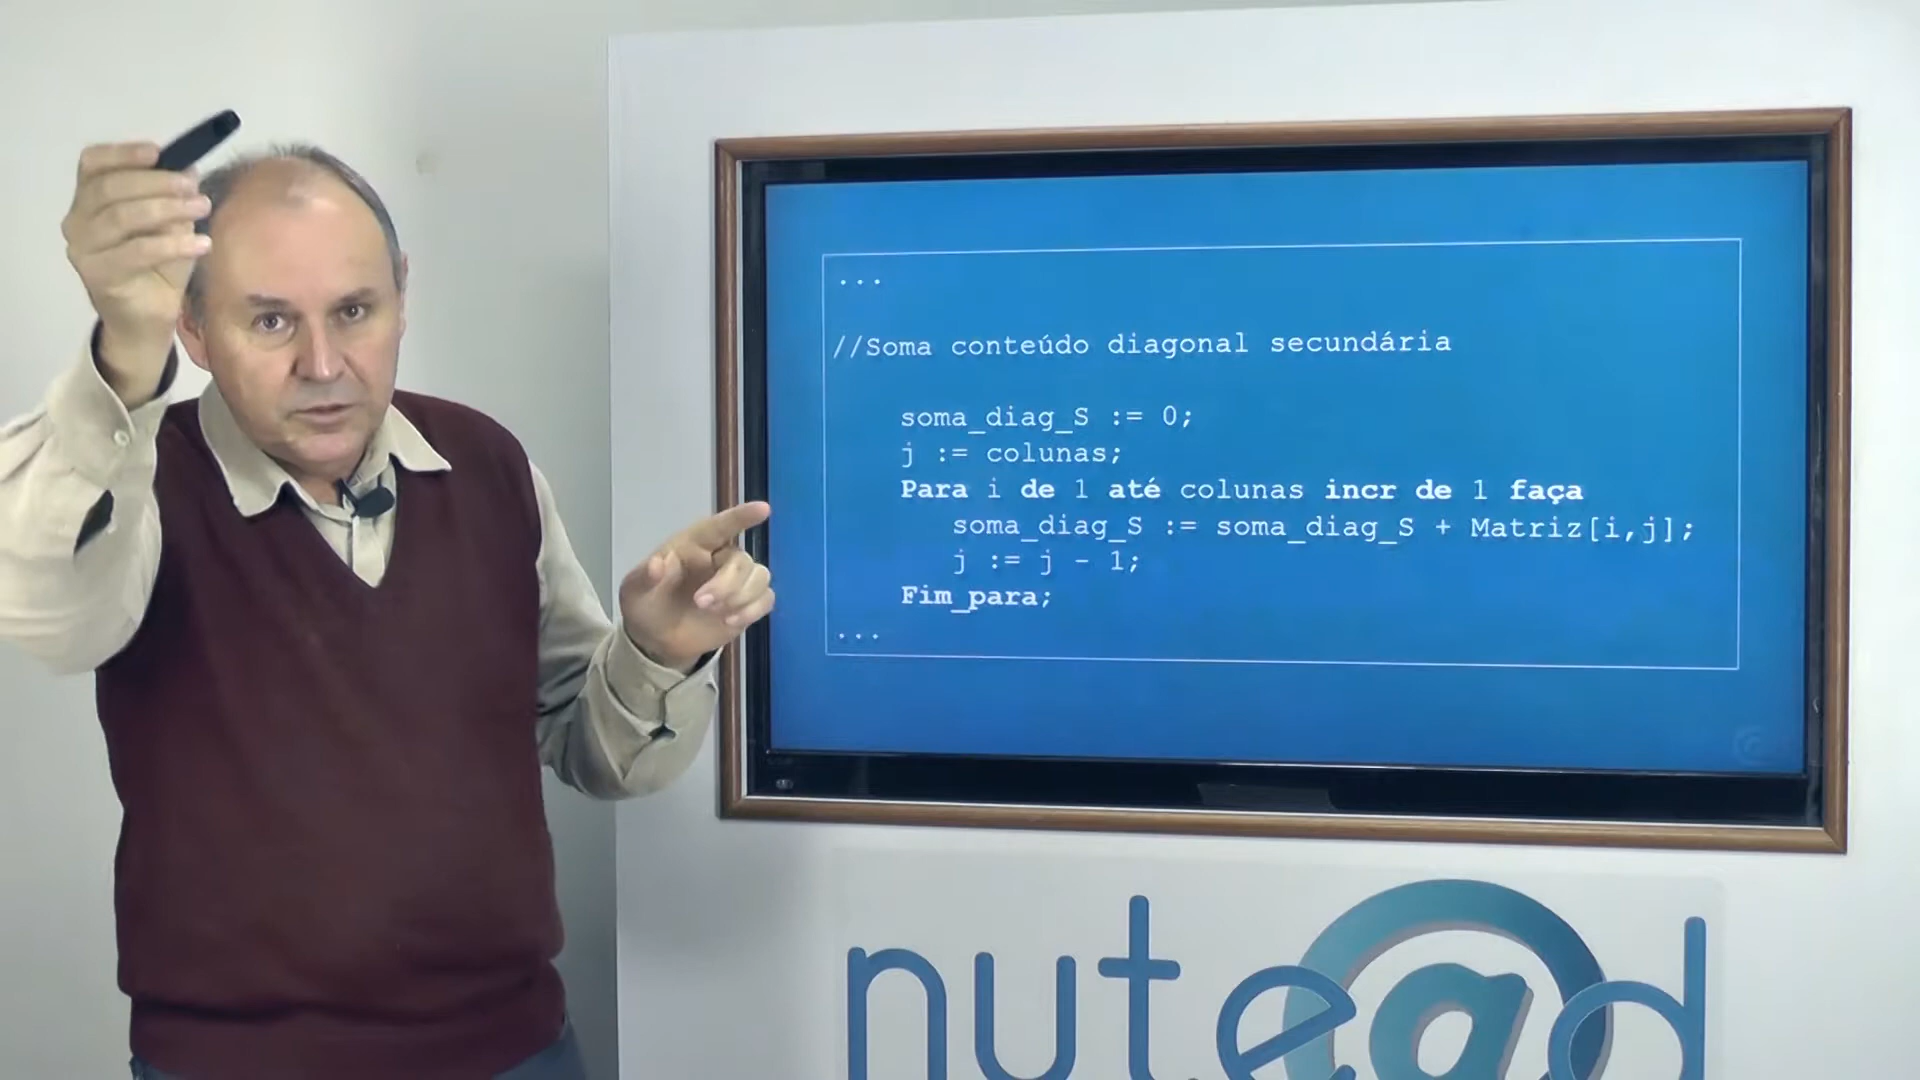 ...
//Soma conteúdo diagonal secundária
soma_diag_S := 0;
j := colunas;
Para i de 1 até colunas incr de 1 faça
soma_diag_S := soma_diag_S + Matriz[i,j];
j := j - 1;
Fim_para;
...
nute@d